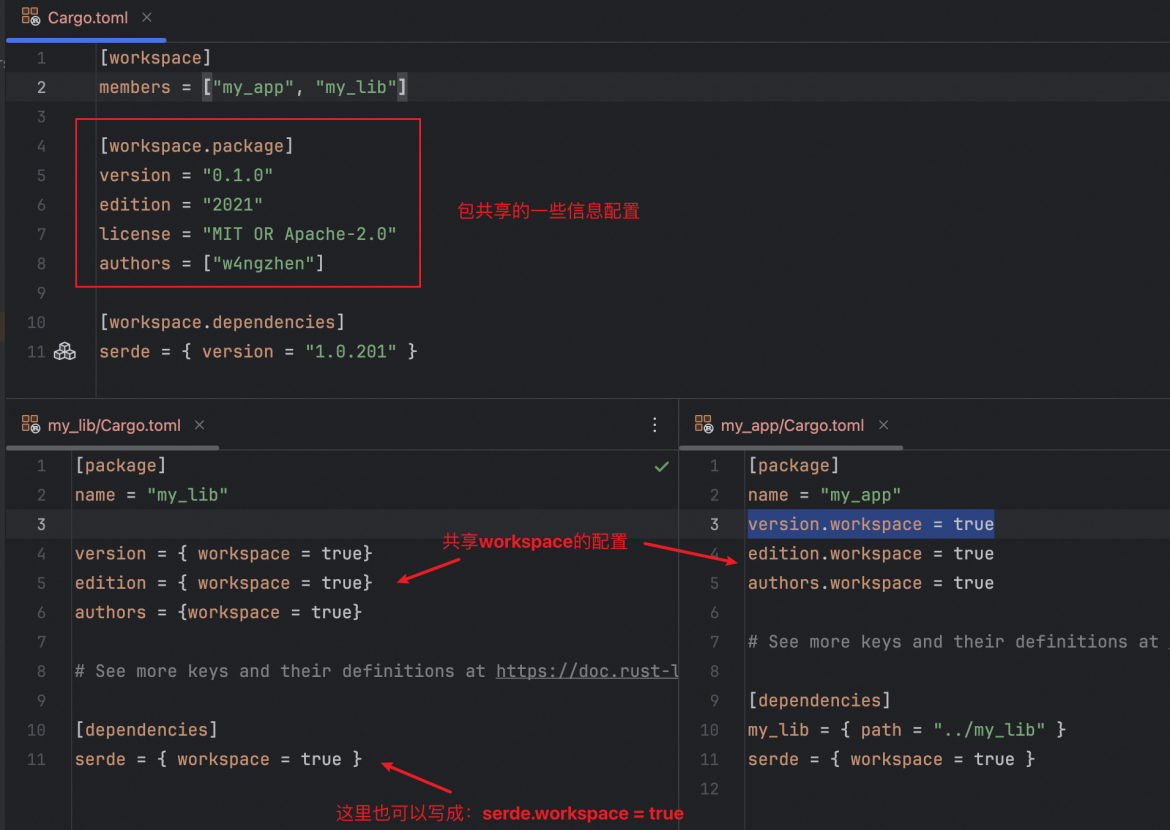 Cargo.toml
1 [workspace]
2 members = ["my_app", "my_lib"]
3
4 [workspace.package]
5 version = "0.1.0"
6 edition = "2021"
7 license = "MIT OR Apache-2.0"
8 authors = ["w4ngzhen"]
9
10 [workspace.dependencies]
11 serde = { version = "1.0.201" }
包共享的一些信息配置
my_lib/Cargo.toml
1 [package]
2 name = "my_lib"
3
4 version = { workspace = true}
5 edition = { workspace = true}
6 authors = {workspace = true}
7
8 # See more keys and their definitions at https://doc.rust-l
9
10 [dependencies]
11 serde = { workspace = true }
共享workspace的配置
这里也可以写成：serde.workspace = true
my_app/Cargo.toml
1 [package]
2 name = "my_app"
3 version.workspace = true
4 edition.workspace = true
5 authors.workspace = true
6
7 # See more keys and their definitions at
8
9 [dependencies]
10 my_lib = { path = "../my_lib" }
11 serde = { workspace = true }
12